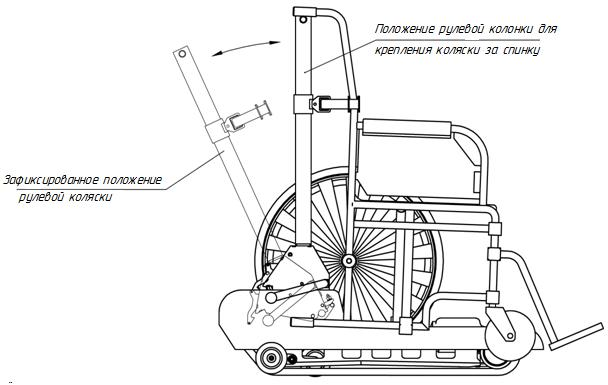 Положение рулевой колонки для
крепления коляски за спинку
Зафиксированное положение
рулевой коляски